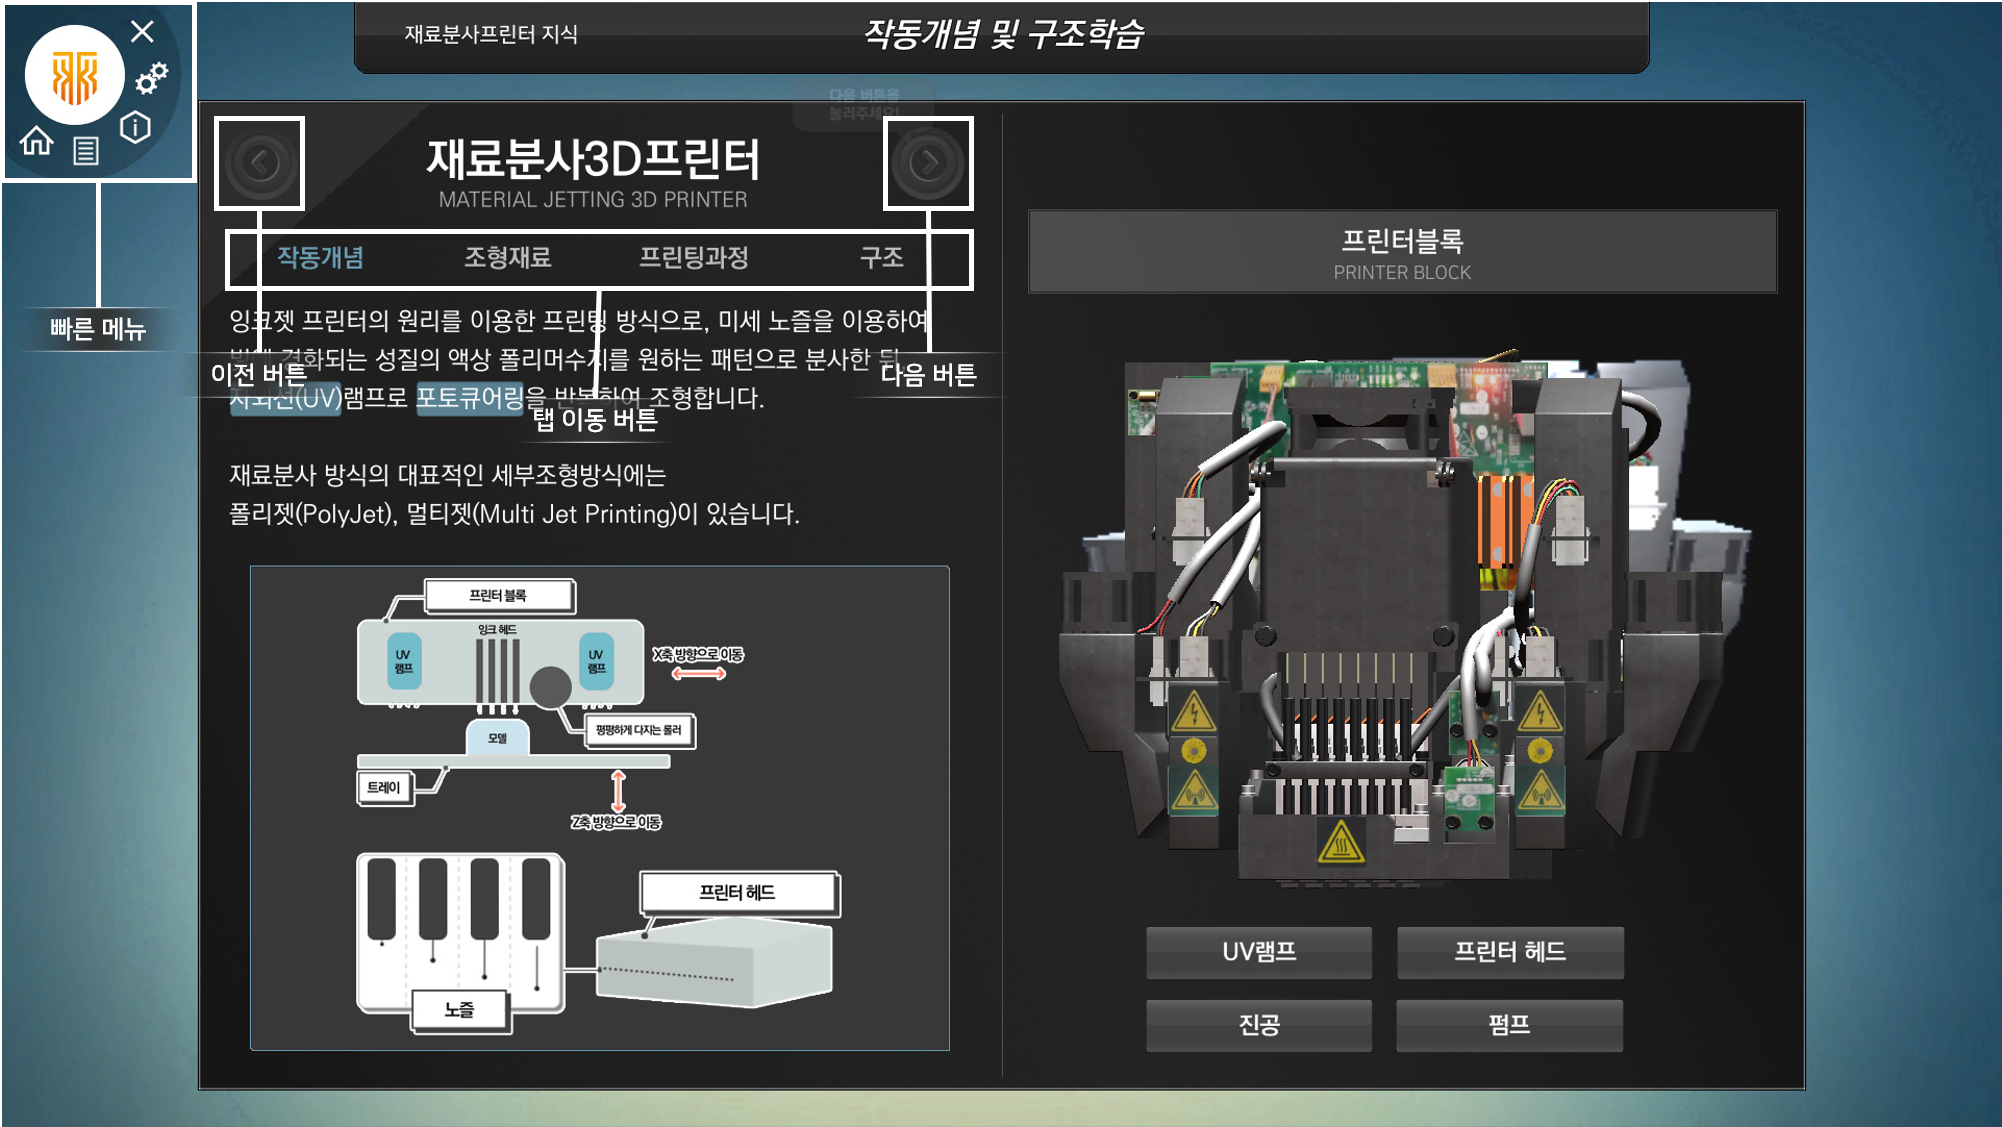 재료분사프린터 지식
작동개념 및 구조학습
다음 버튼을
눌러주세요!
재료분사3D프린터
MATERIAL JETTING 3D PRINTER
작동개념 조형재료 프린팅과정 구조
빠른 메뉴
이전 버튼
다음 버튼
탭 이동 버튼
잉크젯 프린터의 원리를 이용한 프린팅 방식으로, 미세 노즐을 이용하여
경화되는 성질의 액상 폴리머수지를 원하는 패턴으로 분사한
자외선(UV)램프로 포토큐어링을 반복하여 조형합니다.
재료분사 방식의 대표적인 세부조형방식에는
폴리젯(PolyJet), 멀티젯(Multi Jet Printing)이 있습니다.
프린터 블록
잉크 헤드
UV
램프
UV
램프
X축 방향으로 이동
평평하게 다지는 롤러
모델
트레이
Z축 방향으로 이동
프린터 헤드
노즐
프린터블록
PRINTER BLOCK
UV램프
프린터 헤드
진공
펌프